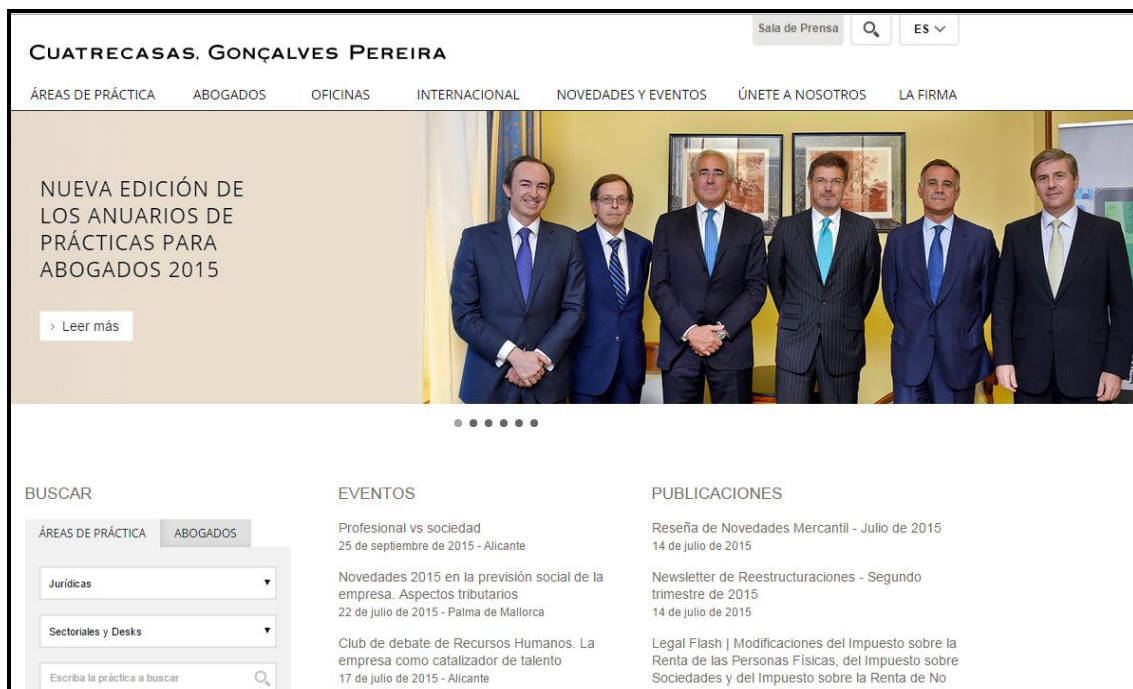 Sala de Prensa
ES
CUATRECASAS, GONÇALVES PEREIRA
ÁREAS DE PRÁCTICA ABOGADOS OFICINAS INTERNACIONAL NOVEDADES Y EVENTOS ÚNETE A NOSOTROS LA FIRMA
NUEVA EDICIÓN DE
LOS ANUARIOS DE
PRÁCTICAS PARA
ABOGADOS 2015
> Leer más
BUSCAR
ÁREAS DE PRÁCTICA ABOGADOS
Jurídicas
Sectoriales y Desks
Escriba la práctica a buscar
EVENTOS
Profesional vs sociedad
25 de septiembre de 2015 - Alicante
Novedades 2015 en la previsión social de la
empresa. Aspectos tributarios
22 de julio de 2015 - Palma de Mallorca
Club de debate de Recursos Humanos. La
empresa como catalizador de talento
17 de julio de 2015 - Alicante
PUBLICACIONES
Reseña de Novedades Mercantil - Julio de 2015
14 de julio de 2015
Newsletter de Reestructuraciones - Segundo
trimestre de 2015
14 de julio de 2015
Legal Flash | Modificaciones del Impuesto sobre la
Renta de las Personas Físicas, del Impuesto sobre
Sociedades y del Impuesto sobre la Renta de No